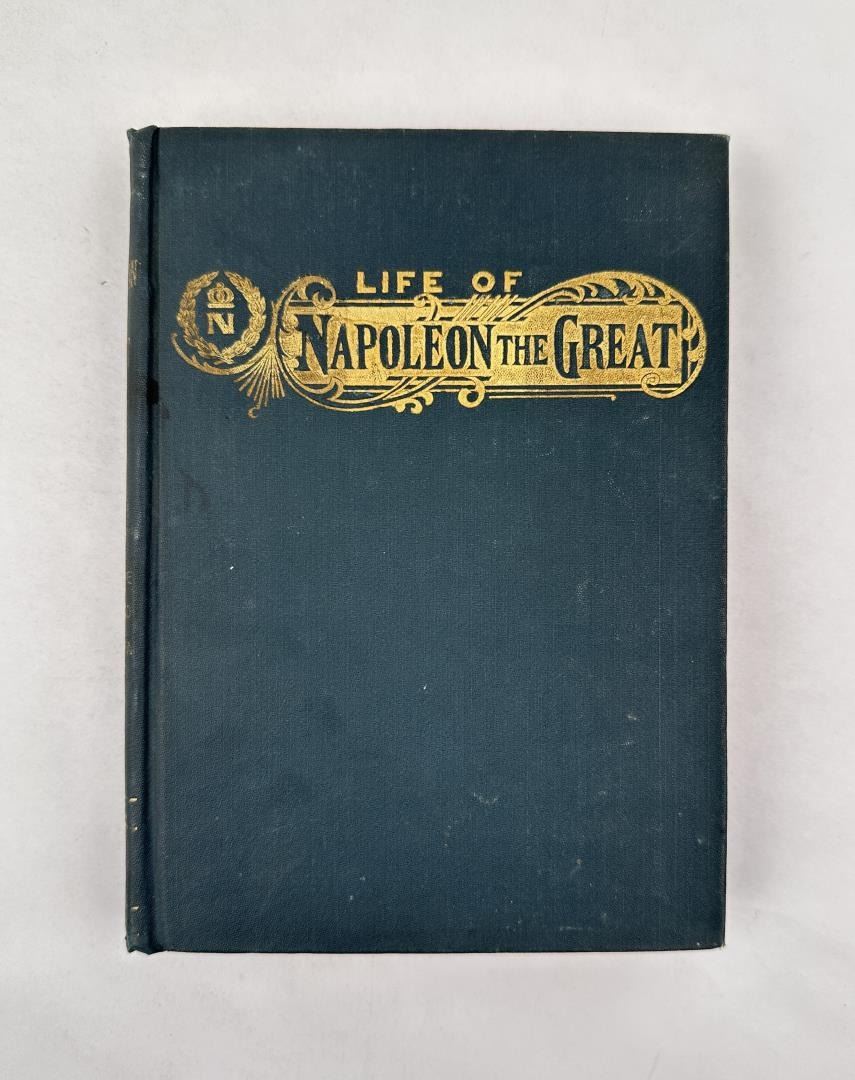 LIFE OF
N
NAPOLEON THE GREAT